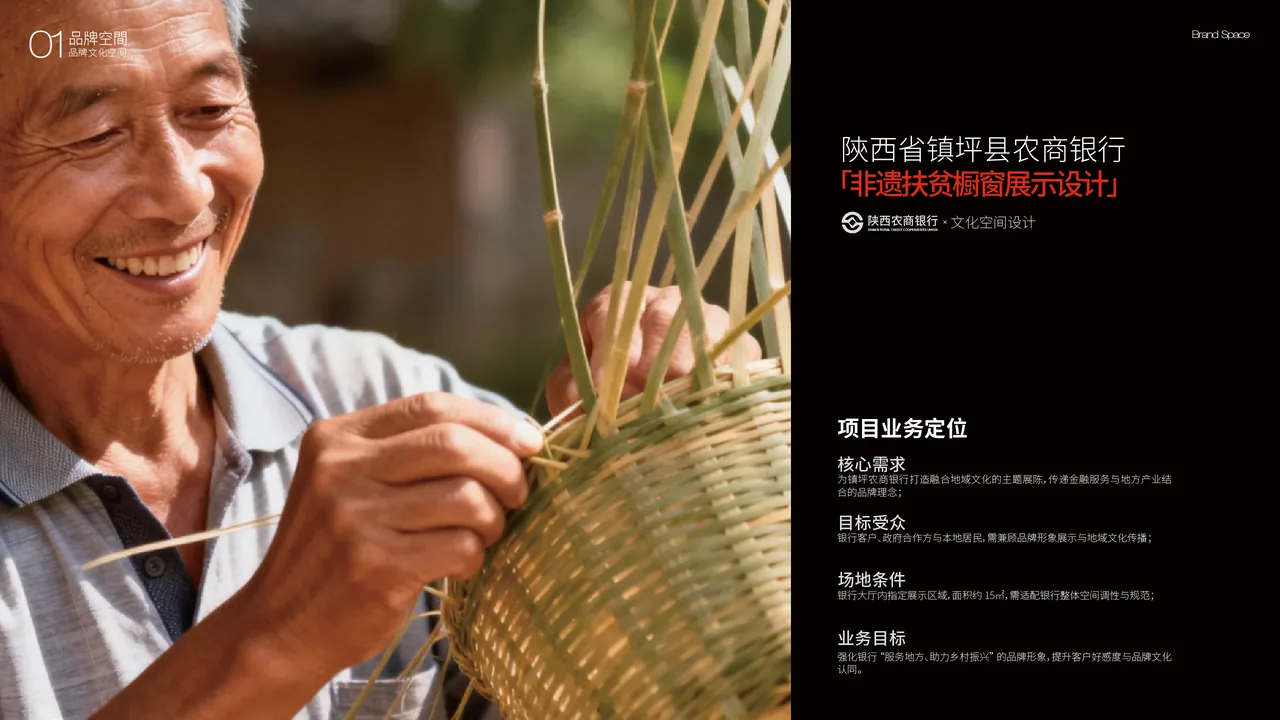 01 品牌空間
品牌文化空间
Brand Space
陕西省镇坪县农商银行
「非遗扶贫橱窗展示设计」
陕西农商银行 × 文化空间设计
SHAANXI RURAL CREDIT COOPERATIVES UNION
项目业务定位
核心需求
为镇坪农商银行打造融合地域文化的主题展陈，传递金融服务与地方产业结
合的品牌理念；
目标受众
银行客户、政府合作方与本地居民，需兼顾品牌形象展示与地域文化传播；
场地条件
银行大厅内指定展示区域，面积约 15㎡，需适配银行整体空间调性与规范；
业务目标
强化银行“服务地方、助力乡村振兴”的品牌形象，提升客户好感度与品牌文化
认同。